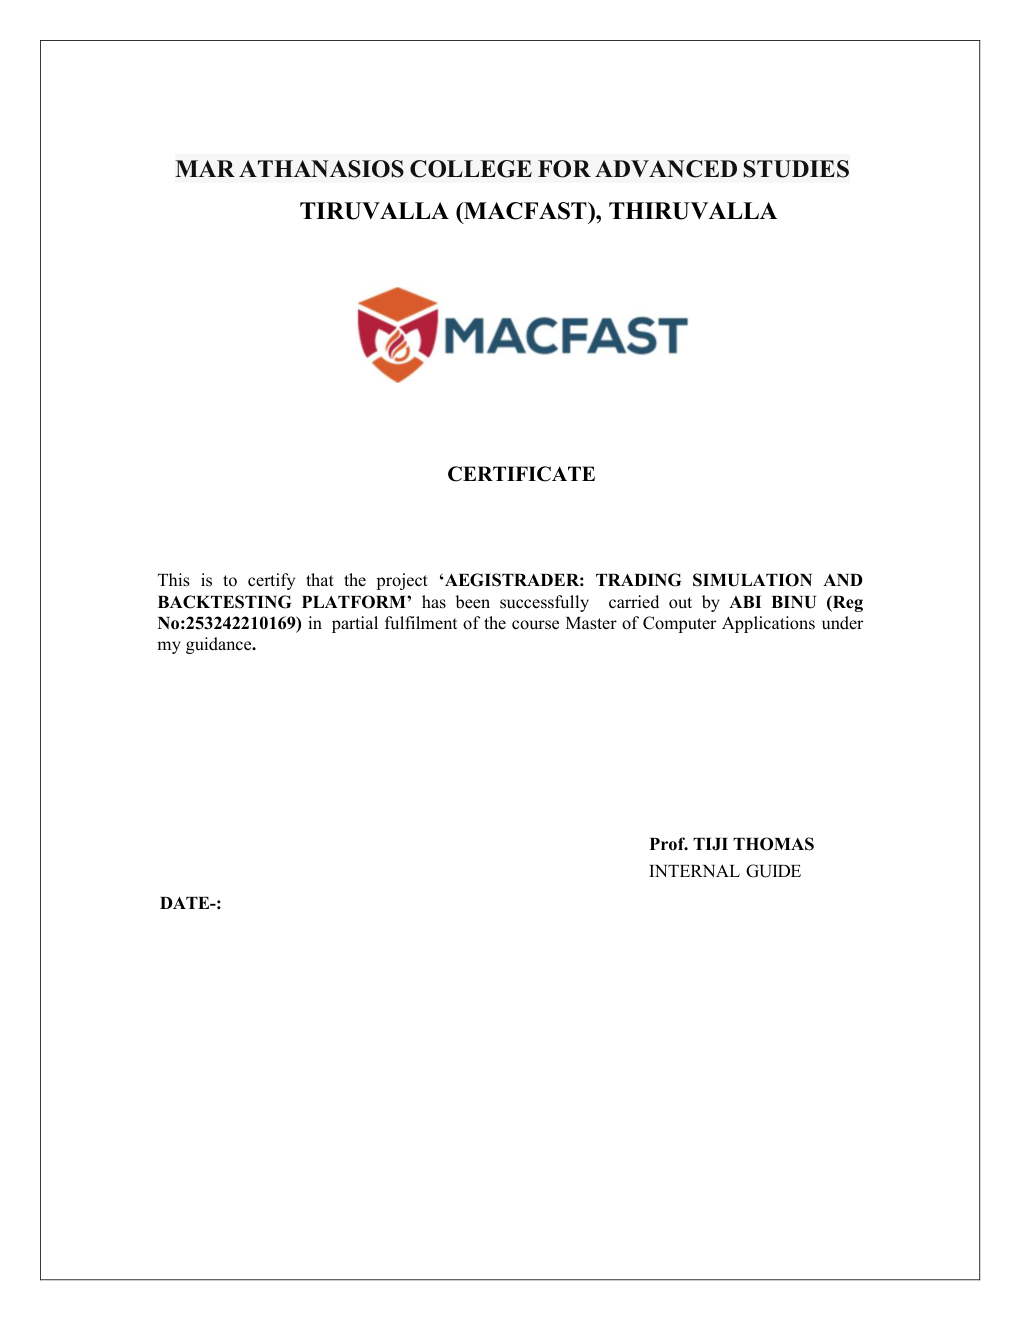 MAR ATHANASIOS COLLEGE FOR ADVANCED STUDIES
TIRUVALLA (MACFAST), THIRUVALLA
MACFAST
CERTIFICATE
This is to certify that the project ‘AEGISTRADER: TRADING SIMULATION AND
BACKTESTING PLATFORM’ has been successfully carried out by ABI BINU (Reg
No:253242210169) in partial fulfilment of the course Master of Computer Applications under
my guidance.
Prof. TIJI THOMAS
INTERNAL GUIDE
DATE-: